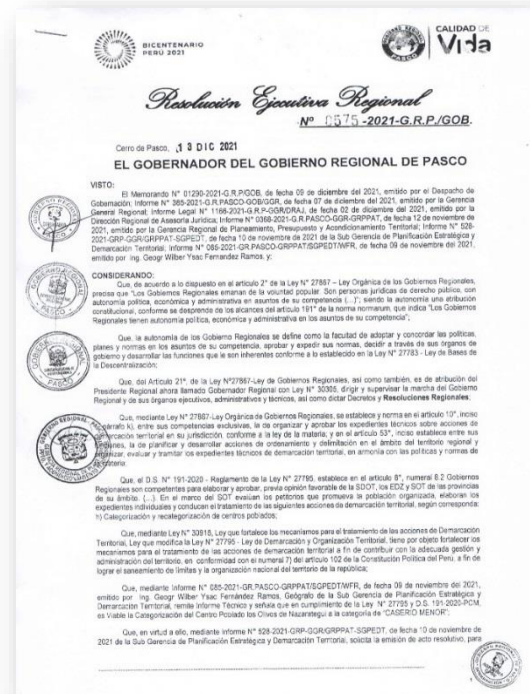 BICENTENARIO
PERÚ 2021
GOBIERNO REGIONAL
PASCO
CALIDAD DE
Vida
Resolución Ejecutiva Regional
Nº 0575-2021-G.R.P./GOB.
Cerro de Pasco, 13 DIC 2021
EL GOBERNADOR DEL GOBIERNO REGIONAL DE PASCO
VISTO:
El Memorando N° 01290-2021-G.R.P/GOB, de fecha 09 de diciembre del 2021, emitido por el Despacho de
Gobernación; Informe N° 365-2021-G.R.PASCO-GOB/GGR, de fecha 07 de diciembre del 2021, emitido por la Gerencia
General Regional; Informe Legal N° 1166-2021-G.R.P-GGR/DRAJ, de fecha 02 de diciembre del 2021, emitido por la
Dirección Regional de Asesoría Jurídica; Informe N° 0368-2021-G.R.PASCO-GGR-GRPPAT, de fecha 12 de noviembre de
2021, emitido por la Gerencia Regional de Planeamiento, Presupuesto y Acondicionamiento Territorial; Informe N° 528-
2021-GRP-GGR/GRPPAT-SGPEDT, de fecha 10 de noviembre de 2021 de la Sub Gerencia de Planificación Estratégica y
Demarcación Territorial; Informe N° 085-2021-GR.PASCO-GRPPAT/SGPEDT/WFR, de fecha 09 de noviembre del 2021,
emitido por Ing. Geogr Wilber Ysac Fernandez Ramos, y;
CONSIDERANDO:
Que, de acuerdo a lo dispuesto en el artículo 2° de la Ley N° 27867 – Ley Orgánica de los Gobiernos Regionales,
precisa que "Los Gobiernos Regionales emanan de la voluntad popular. Son personas jurídicas de derecho público, con
autonomía política, económica y administrativa en asuntos de su competencia (...)"; siendo la autonomía una atribución
constitucional, conforme se desprende de los alcances del artículo 191° de la norma normarum, que indica "Los Gobiernos
Regionales tienen autonomía política, económica y administrativa en los asuntos de su competencia";
Que, la autonomía de los Gobierno Regionales se define como la facultad de adoptar y concordar las políticas,
planes y normas en los asuntos de su competencia, aprobar y expedir sus normas, decidir a través de sus órganos de
gobierno y desarrollar las funciones que le son inherentes conforme a lo establecido en la Ley N° 27783 - Ley de Bases de
la Descentralización;
Que, del Artículo 21°, de la Ley N°27867-Ley de Gobiernos Regionales, así como también, es de atribución del
Presidente Regional ahora llamado Gobernador Regional con Ley N° 30305, dirigir y supervisar la marcha del Gobierno
Regional y de sus órganos ejecutivos, administrativos y técnicos, así como dictar Decretos y Resoluciones Regionales;
Que, mediante Ley N° 27867-Ley Orgánica de Gobiernos Regionales, se establece y norma en el artículo 10°, inciso
párrafo k), entre sus competencias exclusivas, la de organizar y aprobar los expedientes técnicos sobre acciones de
demarcación territorial en su jurisdicción, conforme a la ley de la materia; y en el artículo 53°, inciso establece entre sus
funciones, la de planificar y desarrollar acciones de ordenamiento y delimitación en el ámbito del territorio regional y
organizar, evaluar y tramitar los expedientes técnicos de demarcación territorial, en armonía con las políticas y normas de
materia.
Que, el D.S. N° 191-2020 - Reglamento de la Ley N° 27795, establece en el artículo 8°, numeral 8.2 Gobiernos
Regionales son competentes para elaborar y aprobar, previa opinión favorable de la SDOT, los EDZ y SOT de las provincias
de su ámbito. (...). En el marco del SOT evalúan los petitorios que promueve la población organizada, elaboran los
expedientes individuales y conducen el tratamiento de las siguientes acciones de demarcación territorial, según corresponda:
h) Categorización y recategorización de centros poblados;
Que, mediante Ley N° 30918, Ley que fortalece los mecanismos para el tratamiento de las acciones de Demarcación
Territorial, Ley que modifica la Ley N° 27795 - Ley de Demarcación y Organización Territorial, tiene por objeto fortalecer los
mecanismos para el tratamiento de las acciones de demarcación territorial a fin de contribuir con la adecuada gestión y
administración del territorio, en conformidad con el numeral 7) del artículo 102 de la Constitución Política del Peru, a fin de
lograr el saneamiento de límites y la organización nacional del territorio de la república;
Que, mediante Informe N° 085-2021-GR.PASCO-GRPPAT/SGPEDT/WFR, de fecha 09 de noviembre del 2021,
emitido por Ing. Geogr Wilber Ysac Fernández Ramos, Geógrafo de la Sub Gerencia de Planificación Estratégica y
Demarcación Territorial, remite Informe Técnico y señala que en cumplimiento de la Ley N° 27795 y D.S. 191-2020-PCM,
es Viable la Categorización del Centro Poblado los Olivos de Nazarategui a la categoría de "CASERIO MENOR";
Que, en virtud a ello, mediante Informe N° 528-2021-GRP-GGR/GRPPAT-SGPEDT, de fecha 10 de noviembre de
2021 de la Sub Gerencia de Planificación Estratégica y Demarcación Territorial, solicita la emisión de acto resolutivo, para